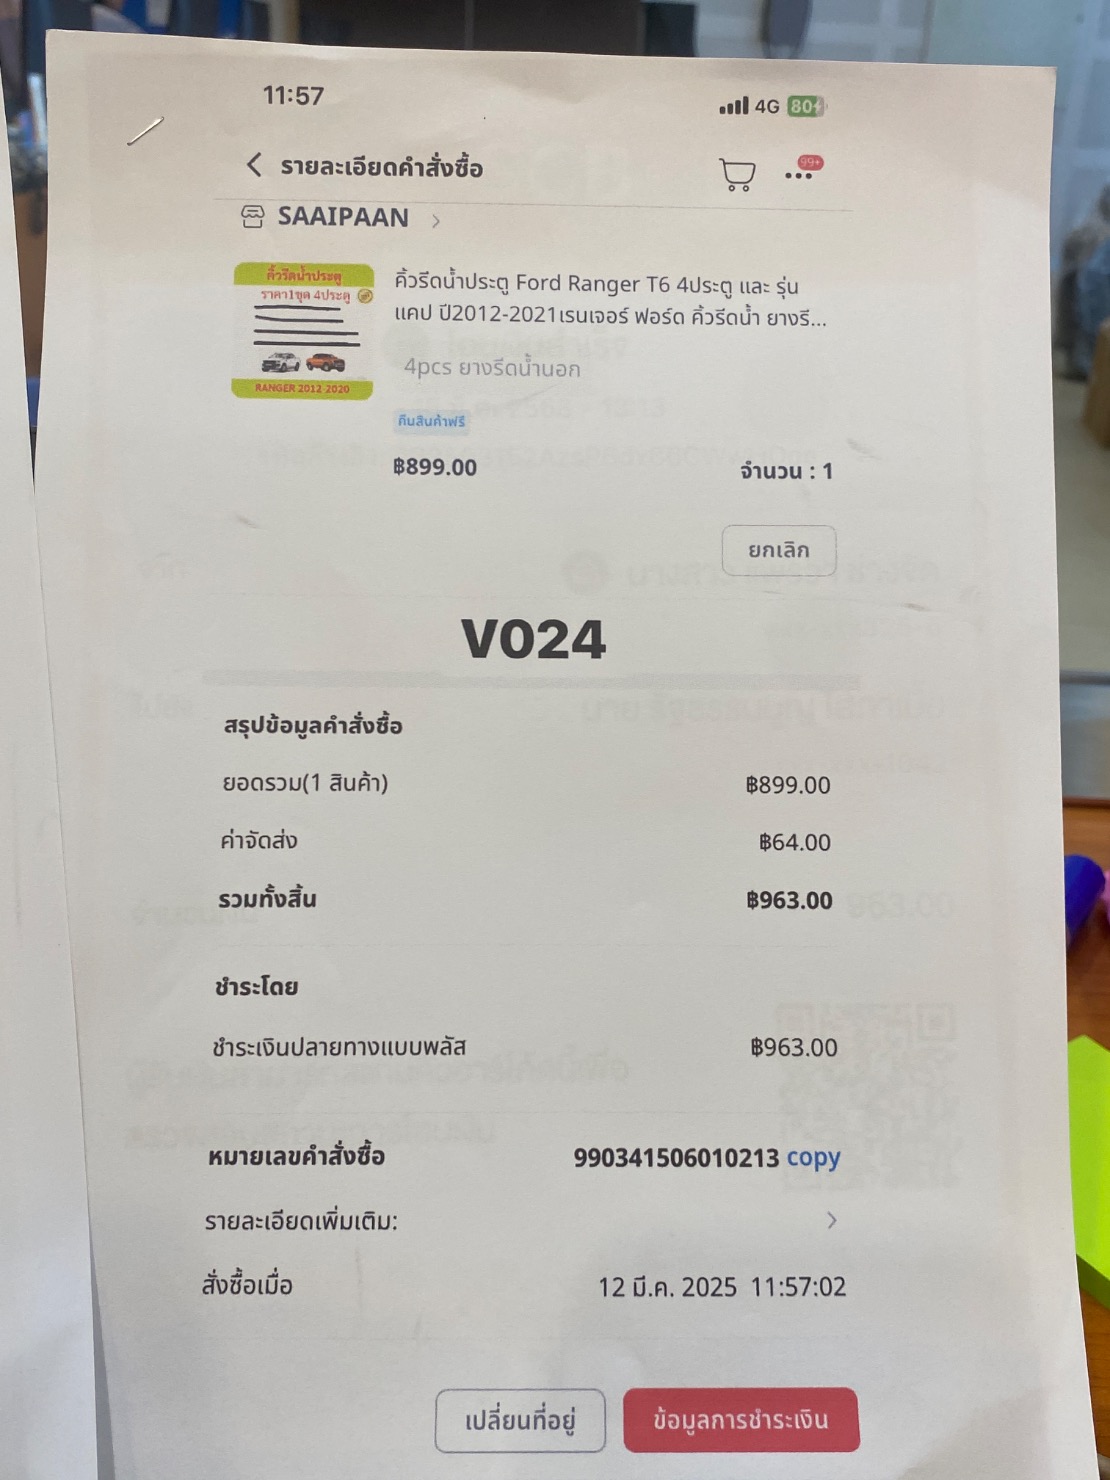 11:57
4G 80
รายละเอียดคำสั่งซื้อ
99+
SAAIPAAN
คิ้วรีดน้ำประตู
ราคา1ชุด 4ประตู
RANGER 2012-2020
คิ้วรีดน้ำประตู Ford Ranger T6 4ประตู และ รุ่น
แคป ปี2012-2021เรนเจอร์ ฟอร์ด คิ้วรีดน้ำ ยางรี...
4pcs ยางรีดน้ำนอก
คืนสินค้าฟรี
฿899.00 จำนวน : 1
ยกเลิก
VO24
สรุปข้อมูลคำสั่งซื้อ
ยอดรวม(1 สินค้า) ฿899.00
ค่าจัดส่ง ฿64.00
รวมทั้งสิ้น ฿963.00
ชำระโดย
ชำระเงินปลายทางแบบพลัส ฿963.00
หมายเลขคำสั่งซื้อ 990341506010213 copy
รายละเอียดเพิ่มเติม:
สั่งซื้อเมื่อ 12 มี.ค. 2025 11:57:02
เปลี่ยนที่อยู่ ข้อมูลการชำระเงิน